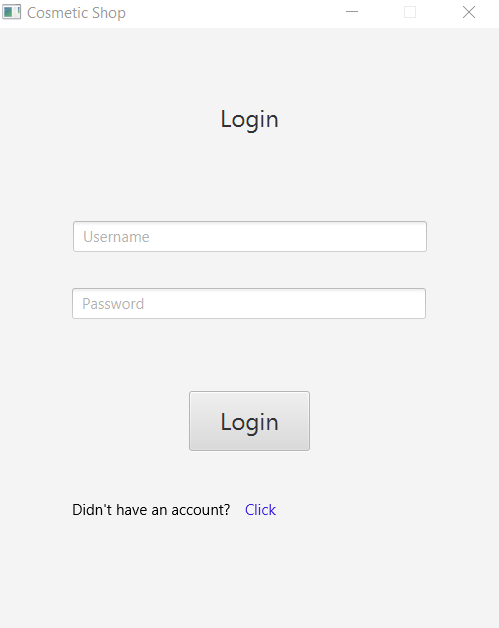 Cosmetic Shop
Login
Username
Password
Login
Didn't have an account? Click